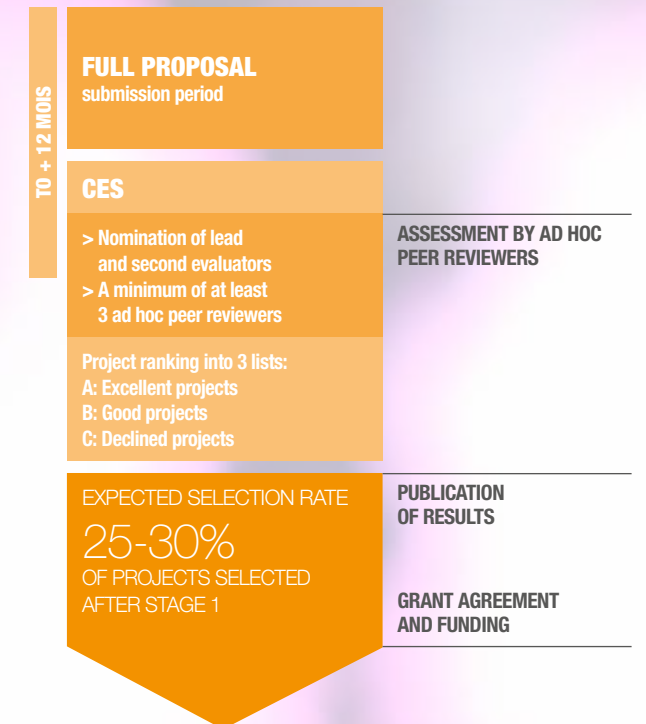 T0 + 12 MOIS
FULL PROPOSAL
submission period
CES
> Nomination of lead
and second evaluators
> A minimum of at least
3 ad hoc peer reviewers
ASSESSMENT BY AD HOC
PEER REVIEWERS
Project ranking into 3 lists:
A: Excellent projects
B: Good projects
C: Declined projects
EXPECTED SELECTION RATE
25-30%
OF PROJECTS SELECTED
AFTER STAGE 1
PUBLICATION
OF RESULTS
GRANT AGREEMENT
AND FUNDING